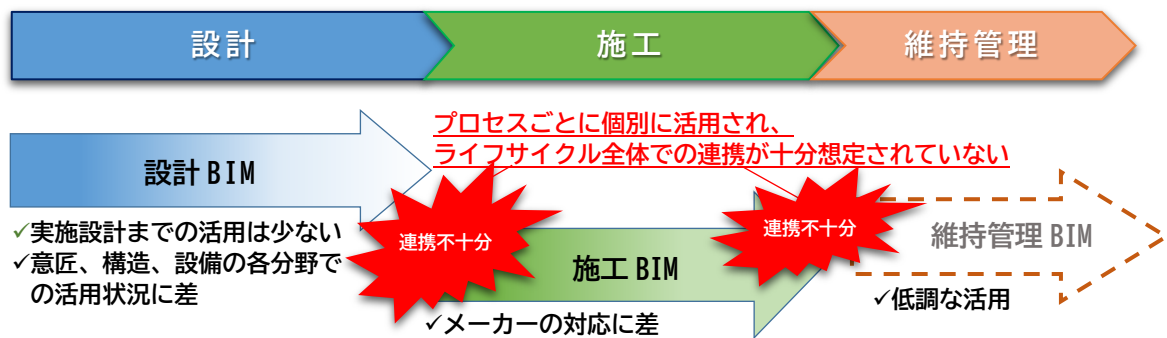 設計
施工
維持管理
プロセスごとに個別に活用され、
ライフサイクル全体での連携が十分想定されていない
設計 BIM
連携不十分
連携不十分
✓実施設計までの活用は少ない
✓意匠、構造、設備の各分野で
の活用状況に差
施工 BIM
✓メーカーの対応に差
維持管理 BIM
✓低調な活用